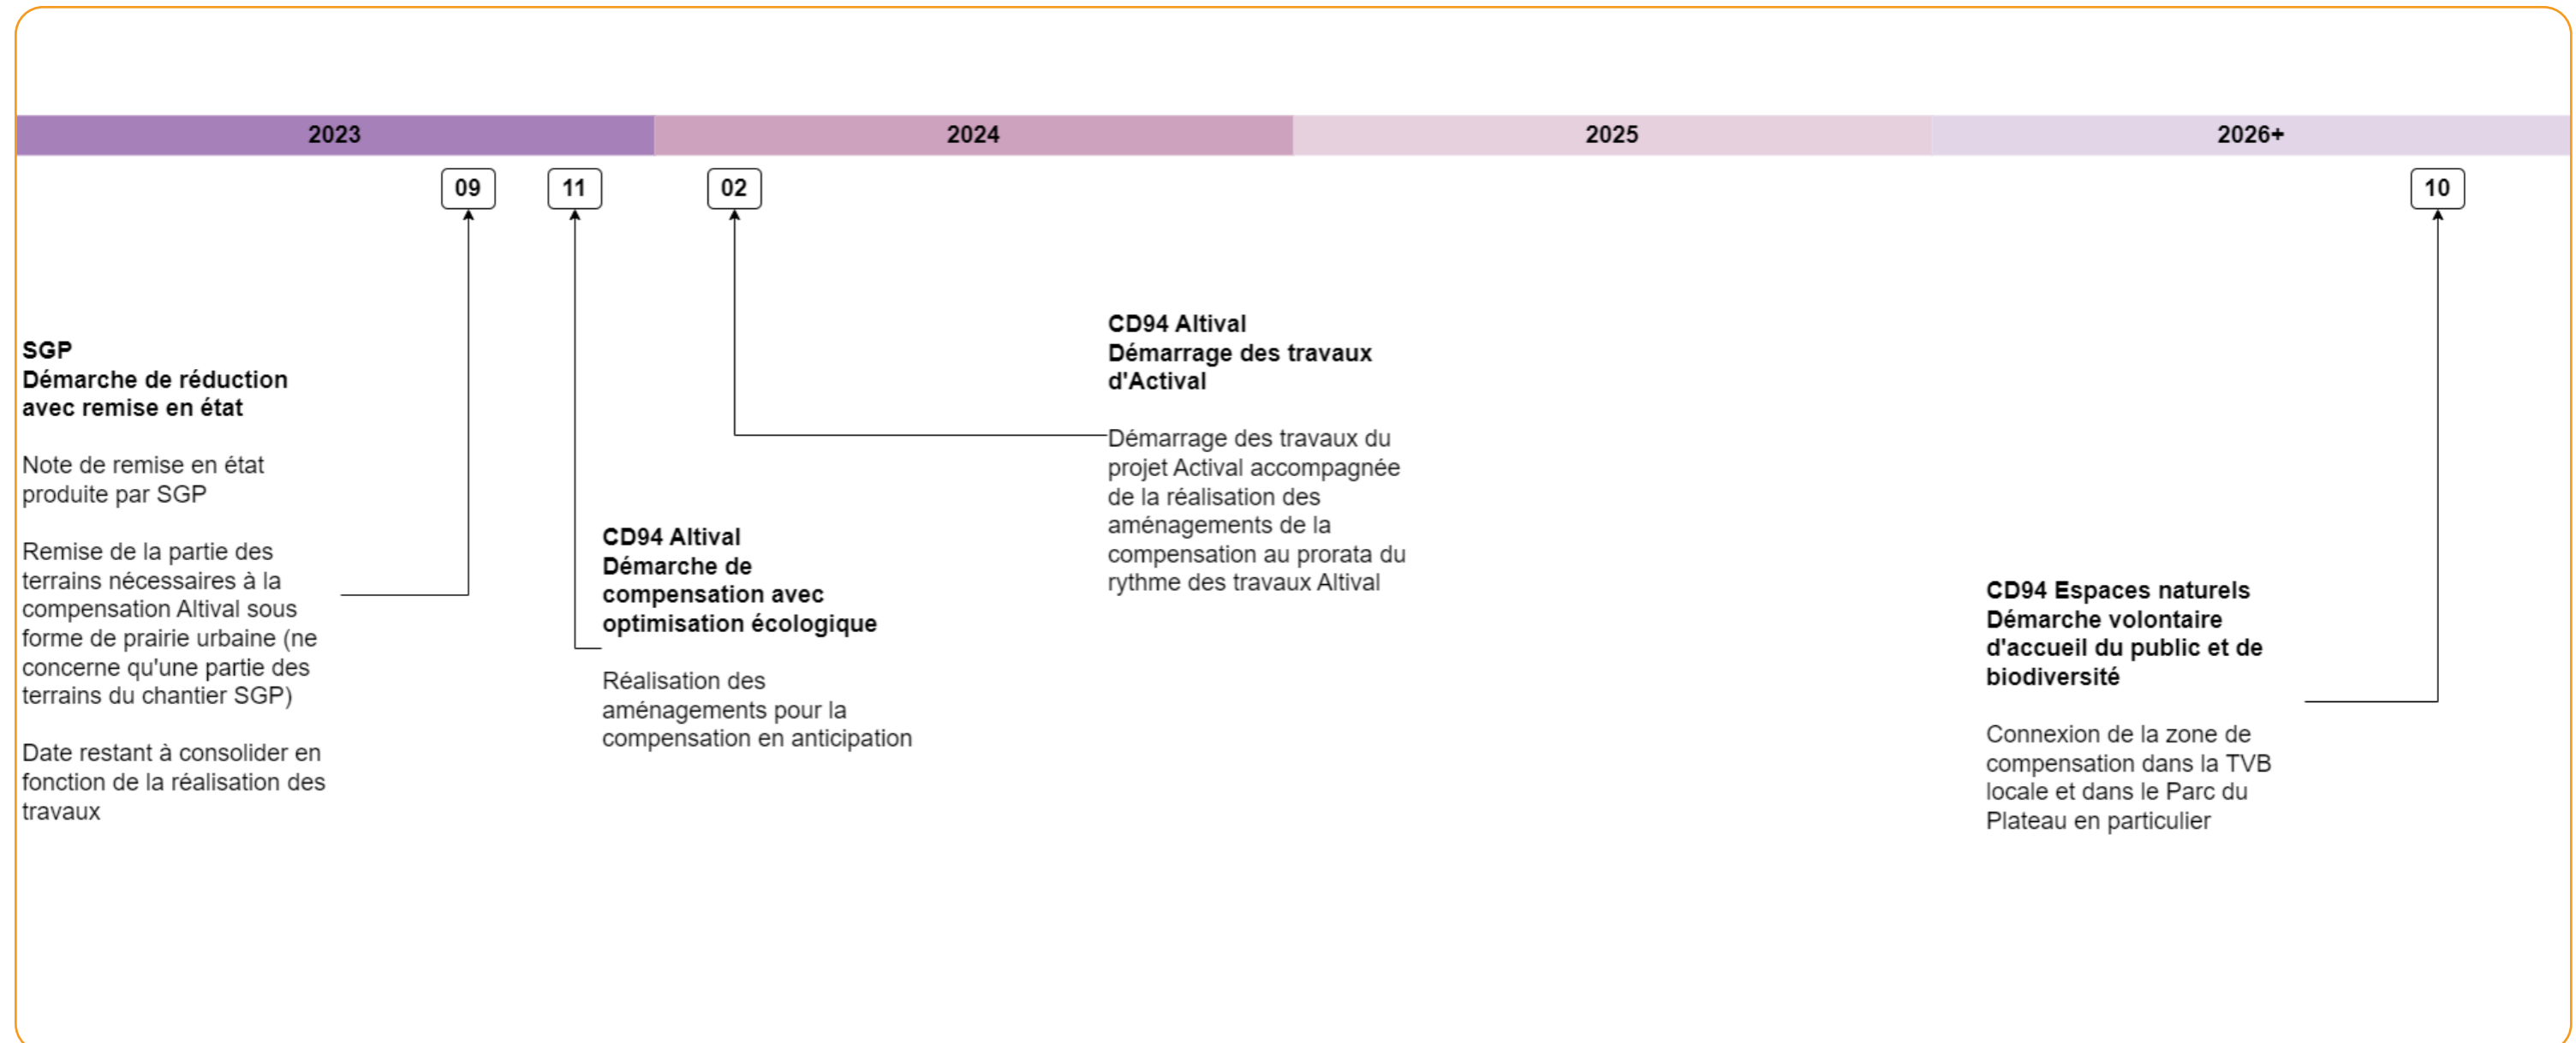 2023
2024
2025
2026+
09
11
02
10
SGP
Démarche de réduction
avec remise en état
Note de remise en état
produite par SGP
Remise de la partie des
terrains nécessaires à la
compensation Altival sous
forme de prairie urbaine (ne
concerne qu'une partie des
terrains du chantier SGP)
Date restant à consolider en
fonction de la réalisation des
travaux
CD94 Altival
Démarche de
compensation avec
optimisation écologique
Réalisation des
aménagements pour la
compensation en anticipation
CD94 Altival
Démarrage des travaux
d'Actival
Démarrage des travaux du
projet Actival accompagnée
de la réalisation des
aménagements de la
compensation au prorata du
rythme des travaux Altival
CD94 Espaces naturels
Démarche volontaire
d'accueil du public et de
biodiversité
Connexion de la zone de
compensation dans la TVB
locale et dans le Parc du
Plateau en particulier